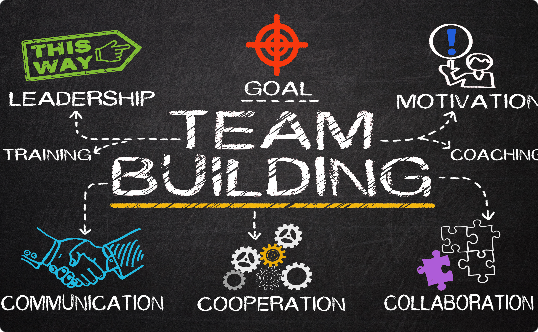 THIS WAY
LEADERSHIP
GOAL
!
MOTIVATION
TEAM
TRAINING
COACHING
BUILDING
COMMUNICATION
COOPERATION
COLLABORATION